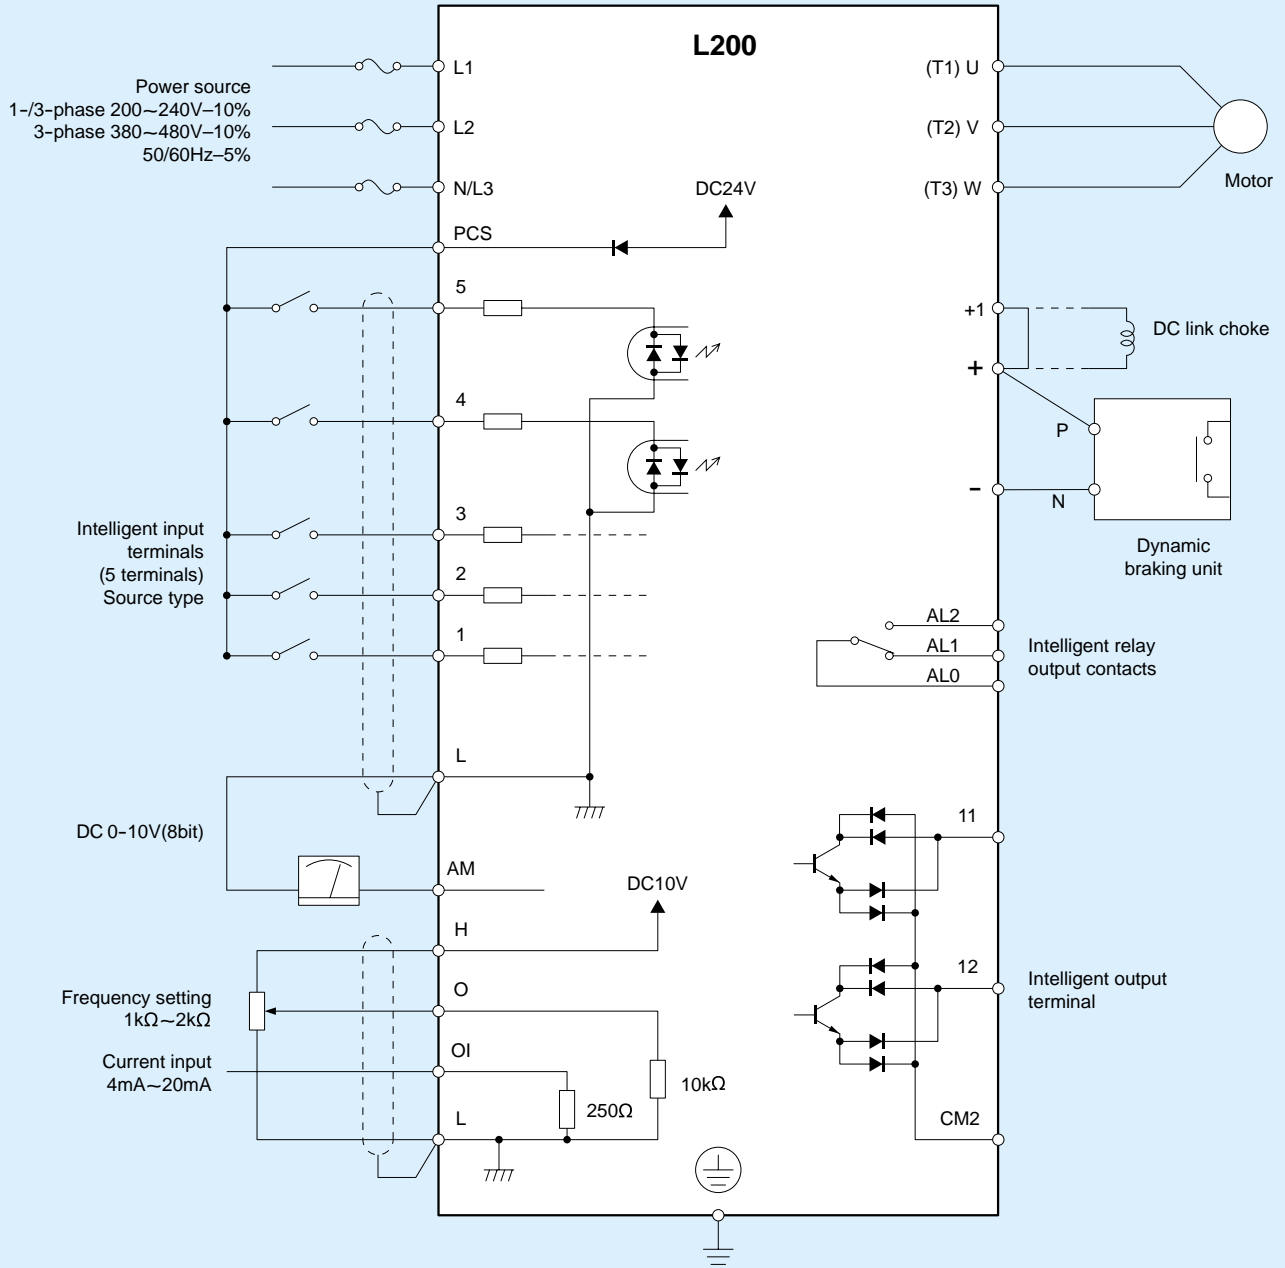 L200
Power source
1-/3-phase 200~240V–10%
3-phase 380~480V–10%
50/60Hz–5%
L1
L2
N/L3
PCS
DC24V
5
4
3
2
1
Intelligent input
terminals
(5 terminals)
Source type
L
DC 0-10V(8bit)
AM
DC10V
H
O
Frequency setting
1kΩ~2kΩ
OI
Current input
4mA~20mA
10kΩ
250Ω
L
(T1) U
(T2) V
(T3) W
Motor
+1
DC link choke
+
P
–
N
Dynamic
braking unit
AL2
AL1
AL0
Intelligent relay
output contacts
11
12
Intelligent output
terminal
CM2